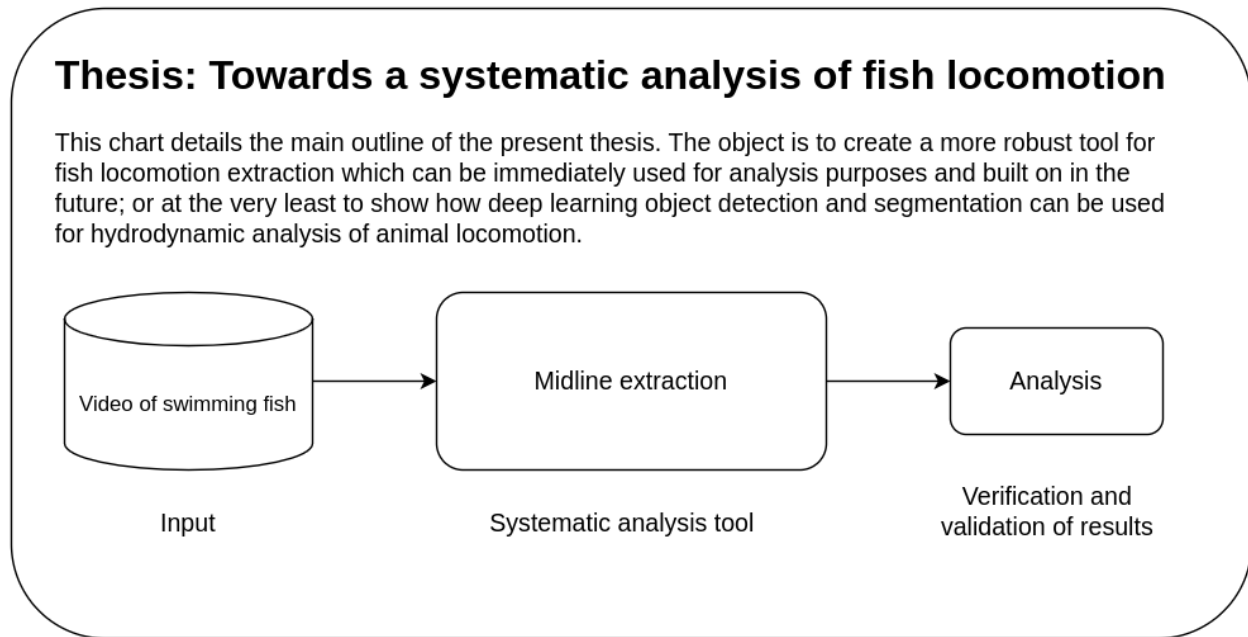 Thesis: Towards a systematic analysis of fish locomotion
This chart details the main outline of the present thesis. The object is to create a more robust tool for
fish locomotion extraction which can be immediately used for analysis purposes and built on in the
future; or at the very least to show how deep learning object detection and segmentation can be used
for hydrodynamic analysis of animal locomotion.
Video of swimming fish
Midline extraction
Analysis
Input
Systematic analysis tool
Verification and
validation of results